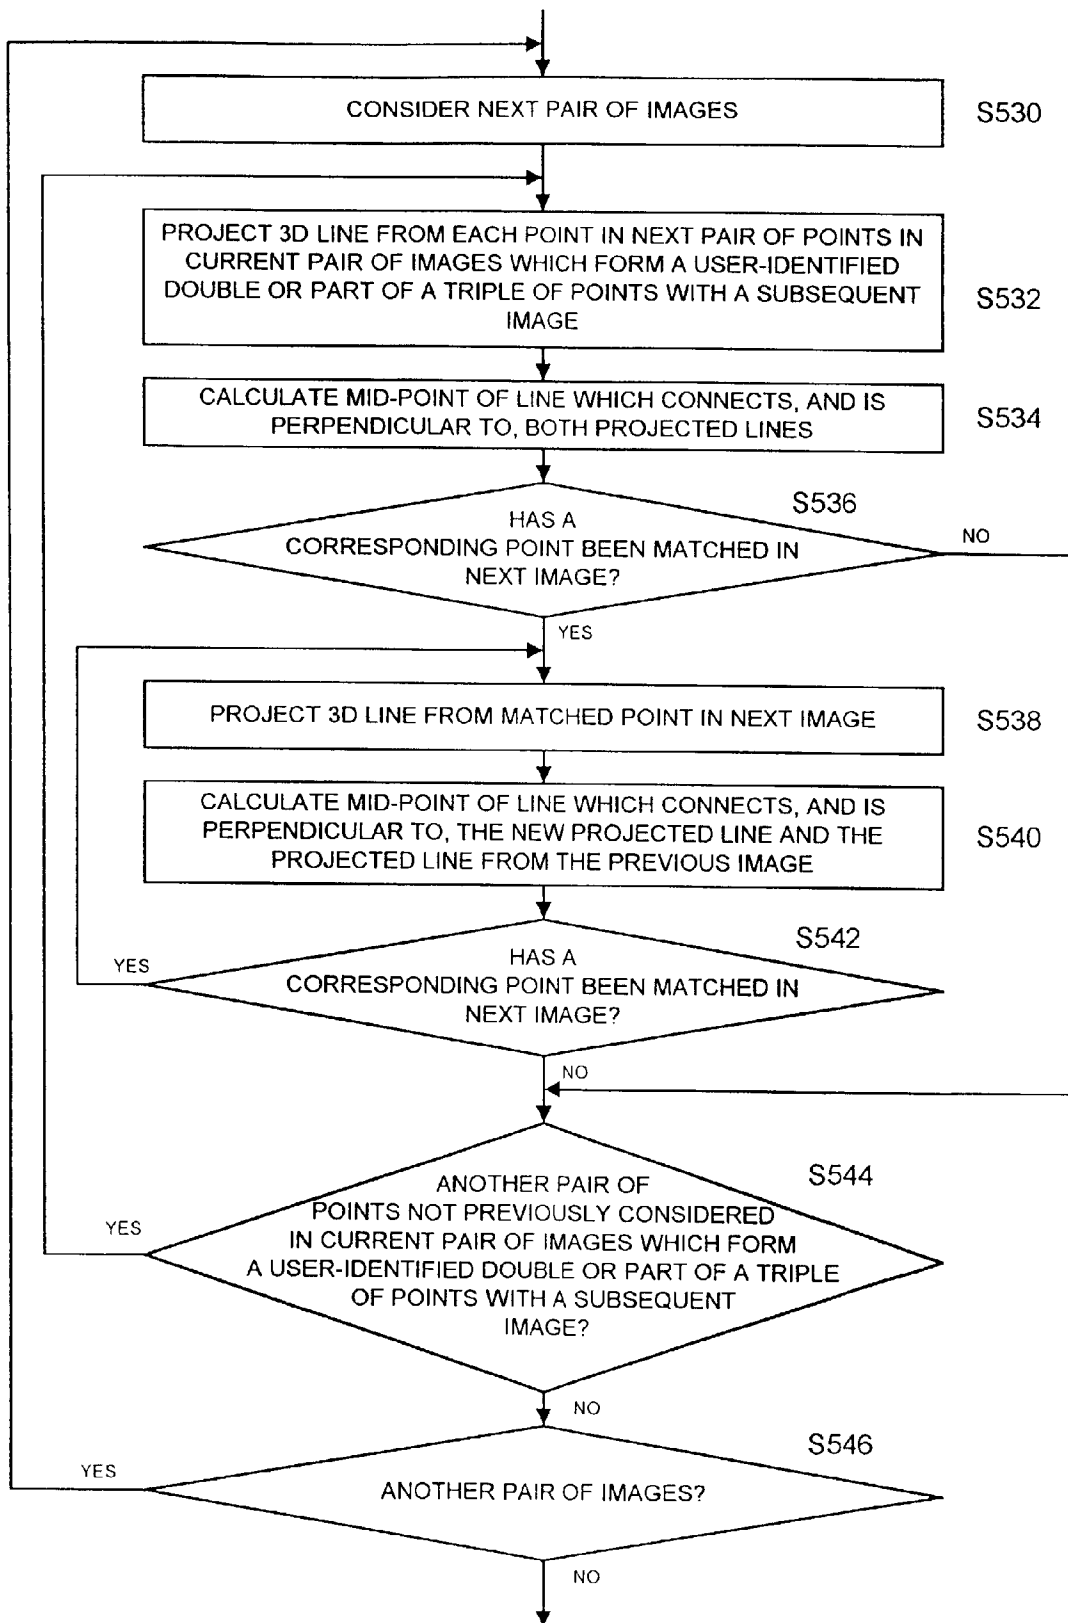 CONSIDER NEXT PAIR OF IMAGES
S530
PROJECT 3D LINE FROM EACH POINT IN NEXT PAIR OF POINTS IN
CURRENT PAIR OF IMAGES WHICH FORM A USER-IDENTIFIED
DOUBLE OR PART OF A TRIPLE OF POINTS WITH A SUBSEQUENT
IMAGE
S532
CALCULATE MID-POINT OF LINE WHICH CONNECTS, AND IS
PERPENDICULAR TO, BOTH PROJECTED LINES
S534
S536
HAS A
CORRESPONDING POINT BEEN MATCHED IN
NEXT IMAGE?
NO
YES
PROJECT 3D LINE FROM MATCHED POINT IN NEXT IMAGE
S538
CALCULATE MID-POINT OF LINE WHICH CONNECTS, AND IS
PERPENDICULAR TO, THE NEW PROJECTED LINE AND THE
PROJECTED LINE FROM THE PREVIOUS IMAGE
S540
S542
YES
HAS A
CORRESPONDING POINT BEEN MATCHED IN
NEXT IMAGE?
NO
S544
YES
ANOTHER PAIR OF
POINTS NOT PREVIOUSLY CONSIDERED
IN CURRENT PAIR OF IMAGES WHICH FORM
A USER-IDENTIFIED DOUBLE OR PART OF A TRIPLE
OF POINTS WITH A SUBSEQUENT
IMAGE?
NO
S546
YES
ANOTHER PAIR OF IMAGES?
NO